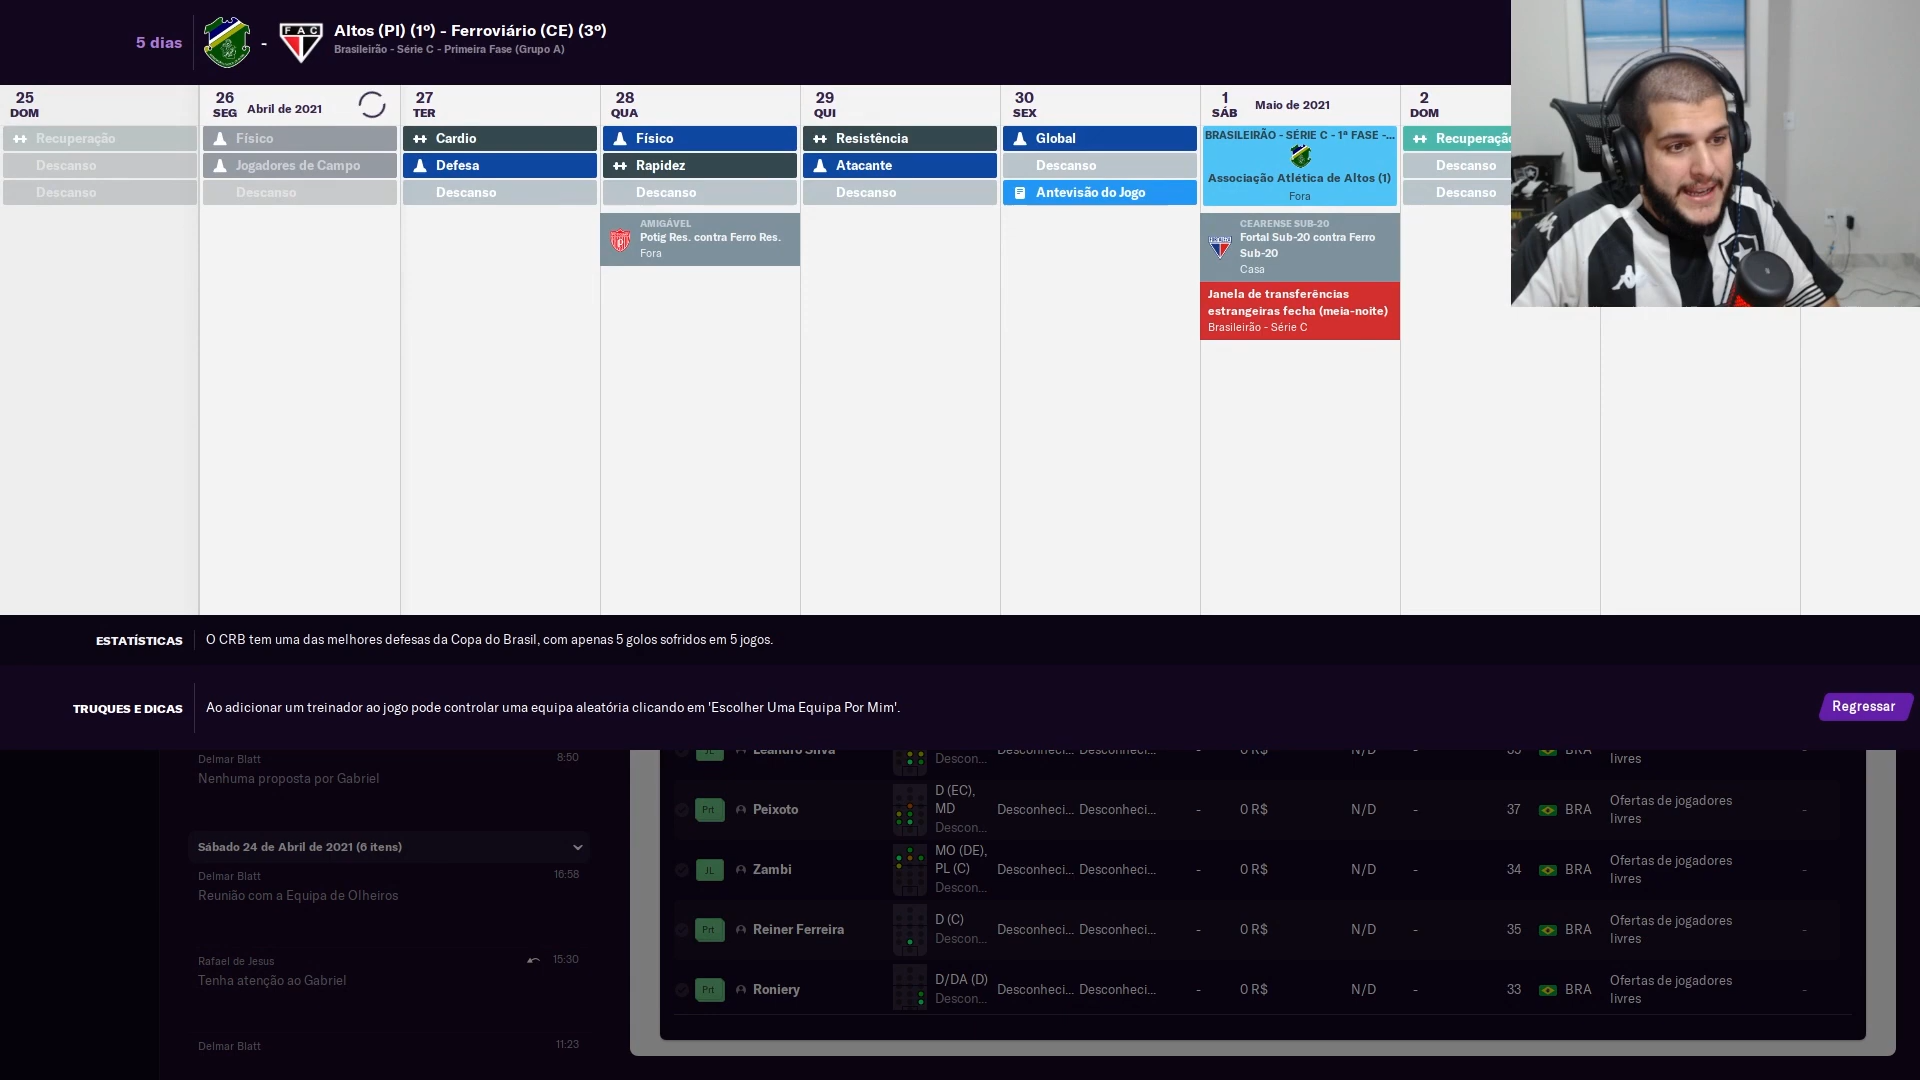 5 dias
-
FAC
Altos (PI) (1º) - Ferroviário (CE) (3º)
Brasileirão - Série C - Primeira Fase (Grupo A)
25
DOM
Recuperação
Descanso
Descanso
26
SEG
Abril de 2021
Físico
Jogadores de Campo
Descanso
27
TER
Cardio
Defesa
Descanso
28
QUA
Físico
Rapidez
Descanso
AMIGÁVEL
Potig Res. contra Ferro Res.
Fora
29
QUI
Resistência
Atacante
Descanso
30
SEX
Global
Descanso
Antevisão do Jogo
1
SÁB
Maio de 2021
BRASILEIRÃO - SÉRIE C - 1ª FASE -...
Associação Atlética de Altos (1)
Fora
CEARENSE SUB-20
Fortal Sub-20 contra Ferro
Sub-20
Casa
Janela de transferências
estrangeiras fecha (meia-noite)
Brasileirão - Série C
2
DOM
Descanso
Descanso
ESTATÍSTICAS
O CRB tem uma das melhores defesas da Copa do Brasil, com apenas 5 golos sofridos em 5 jogos.
TRUQUES E DICAS
Ao adicionar um treinador ao jogo pode controlar uma equipa aleatória clicando em 'Escolher Uma Equipa Por Mim'.
Regressar
Delmar Blatt 8:50
Nenhuma proposta por Gabriel
Sábado 24 de Abril de 2021 (6 itens)
Delmar Blatt 16:58
Reunião com a Equipa de Olheiros
Rafael de Jesus 15:30
Tenha atenção ao Gabriel
Delmar Blatt 11:23
Leandro Silva Descon... Desconheci... Desconheci... - 0 R$ N/D - BRA livres -
Prt Peixoto D (EC), MD Descon... Desconheci... Desconheci... - 0 R$ N/D - 37 BRA Ofertas de jogadores livres -
JL Zambi MO (DE), PL (C) Descon... Desconheci... Desconheci... - 0 R$ N/D - 34 BRA Ofertas de jogadores livres -
Prt Reiner Ferreira D (C) Descon... Desconheci... Desconheci... - 0 R$ N/D - 35 BRA Ofertas de jogadores livres -
Prt Roniery D/DA (D) Descon... Desconheci... Desconheci... - 0 R$ N/D - 33 BRA Ofertas de jogadores livres -